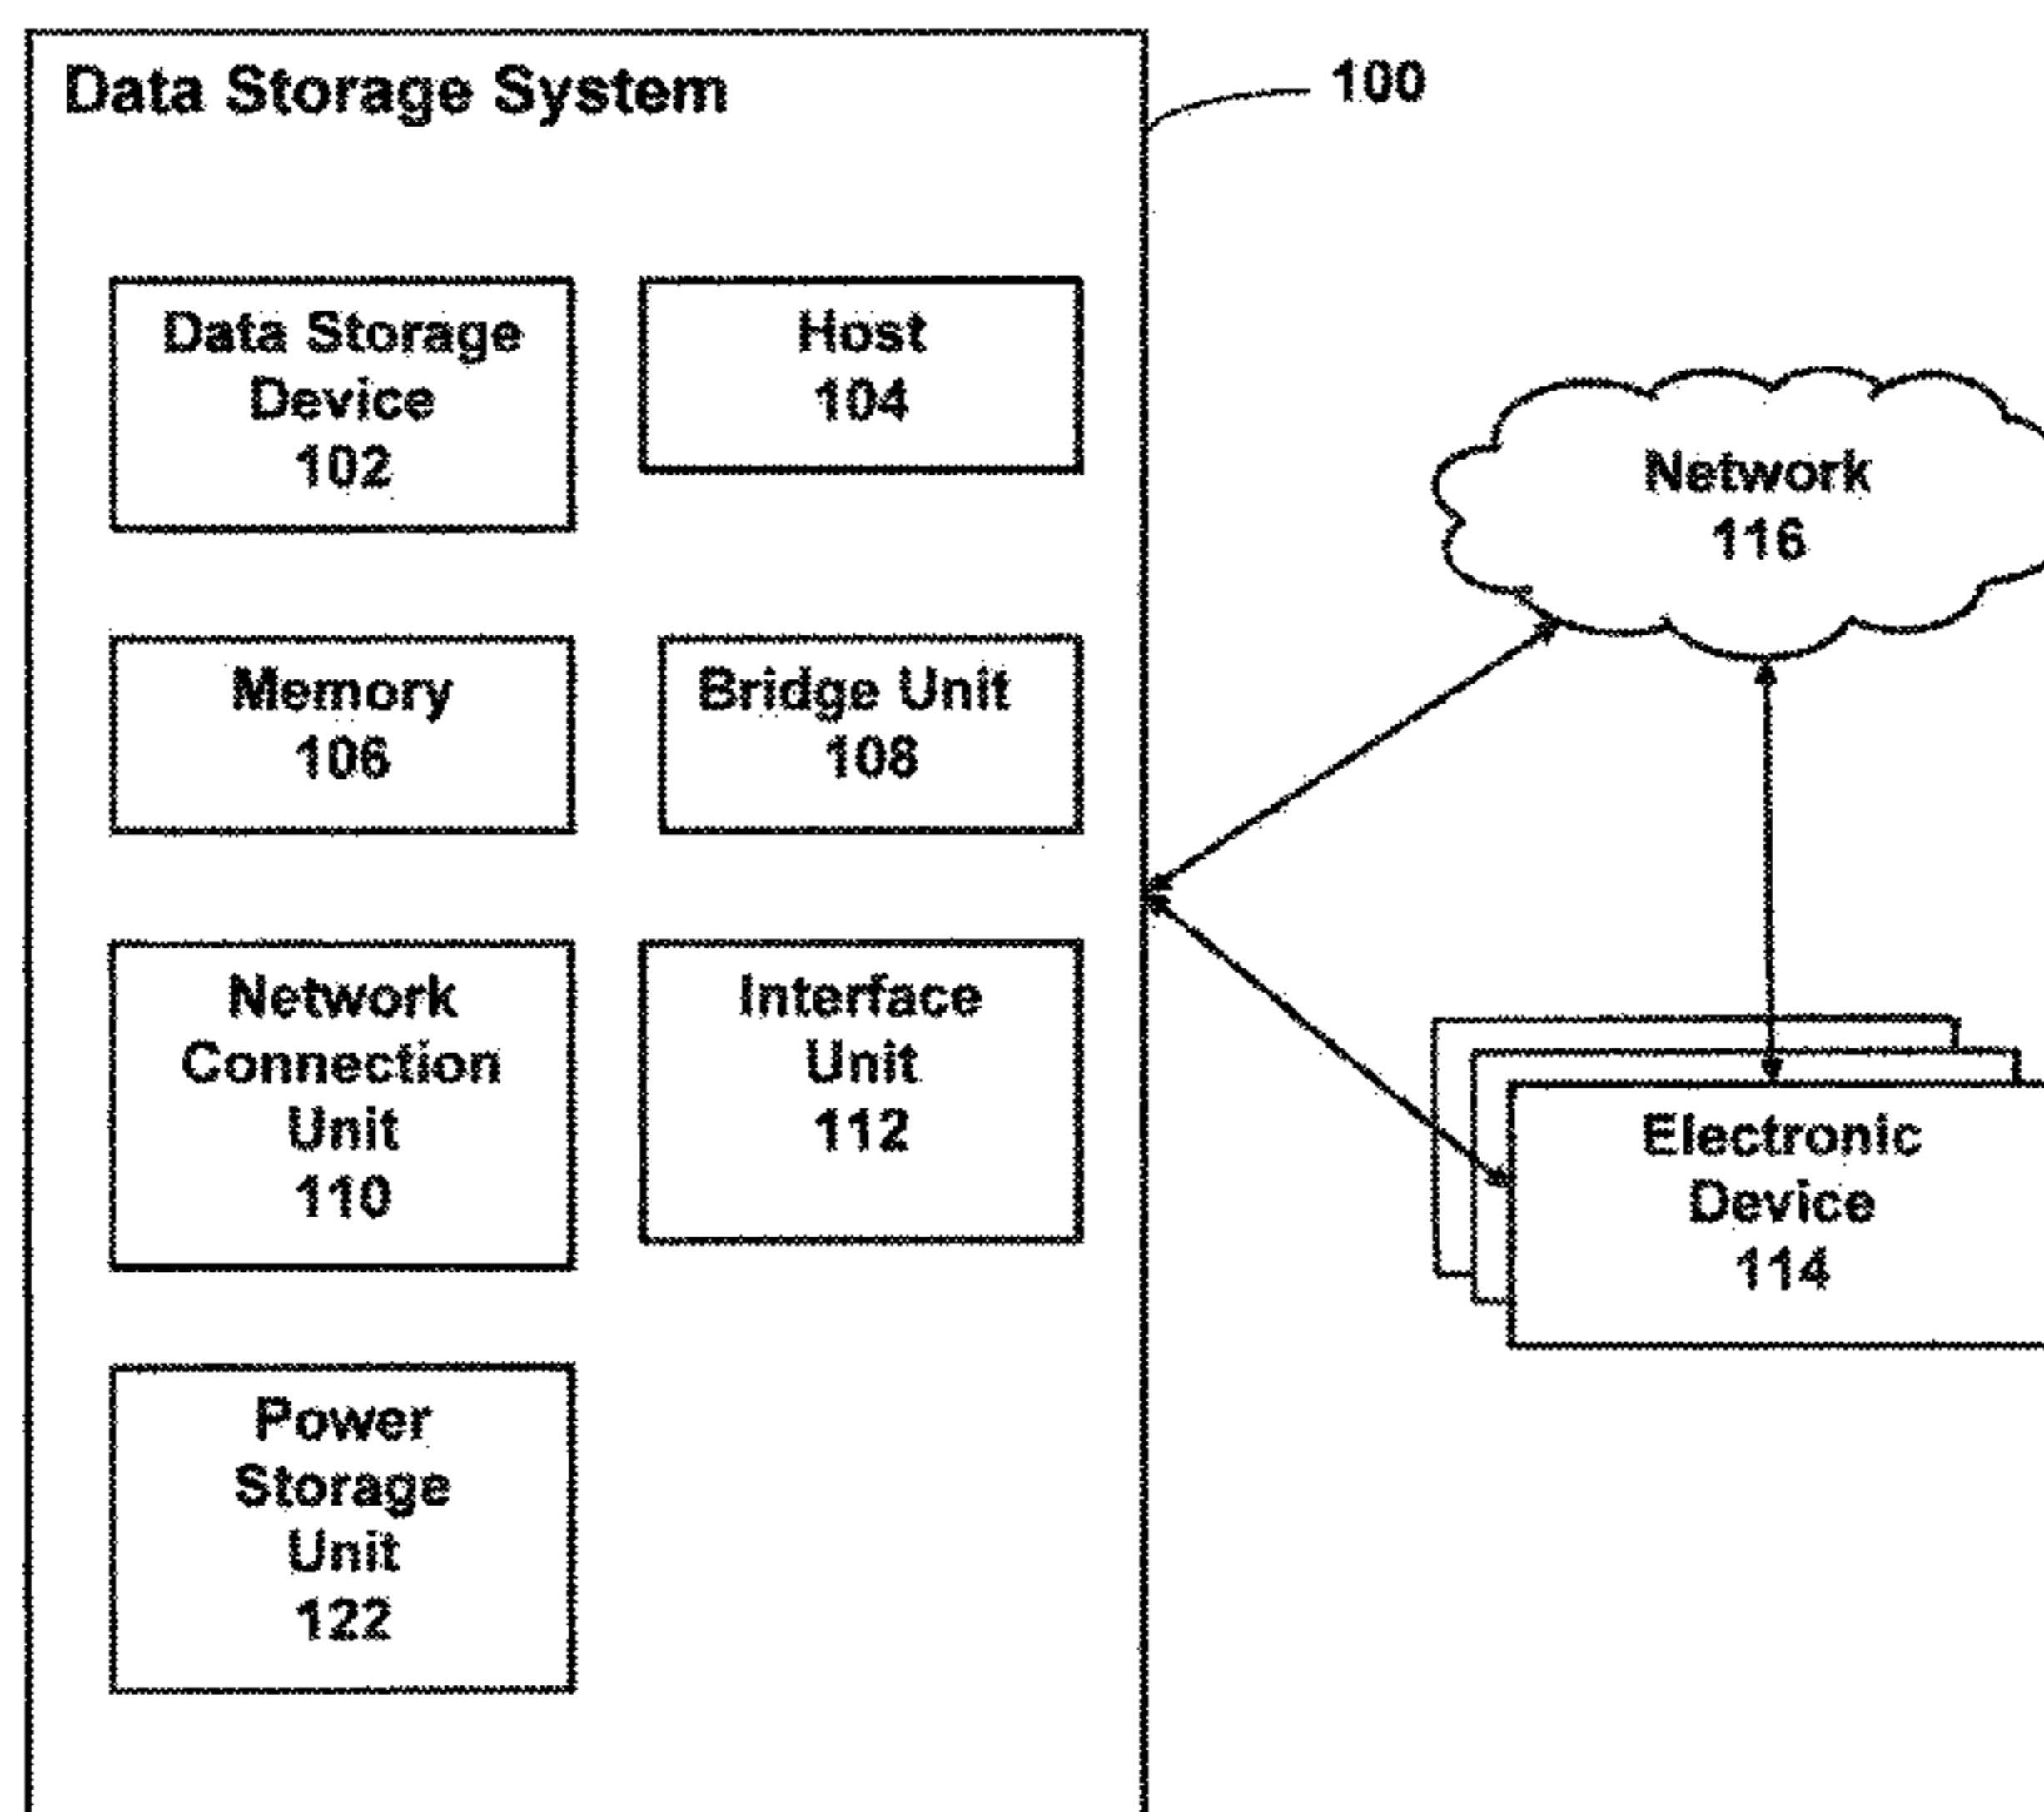 Data Storage System
100
Data Storage
Device
102
Host
104
Network
116
Memory
106
Bridge Unit
108
Network
Connection
Unit
110
Interface
Unit
112
Electronic
Device
114
Power
Storage
Unit
122